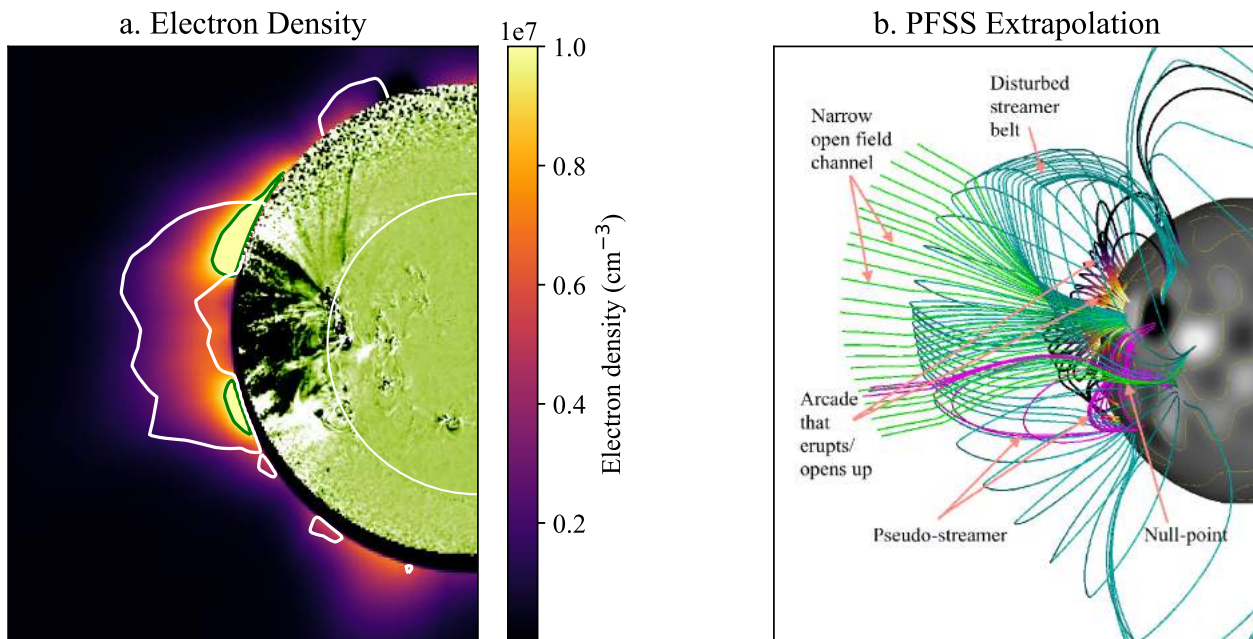 a. Electron Density
1e7
1.0
0.8
0.6
0.4
0.2
Electron density (cm⁻³)
b. PFSS Extrapolation
Disturbed
streamer
belt
Narrow
open field
channel
Arcade
that
erupts/
opens up
Pseudo-streamer
Null-point